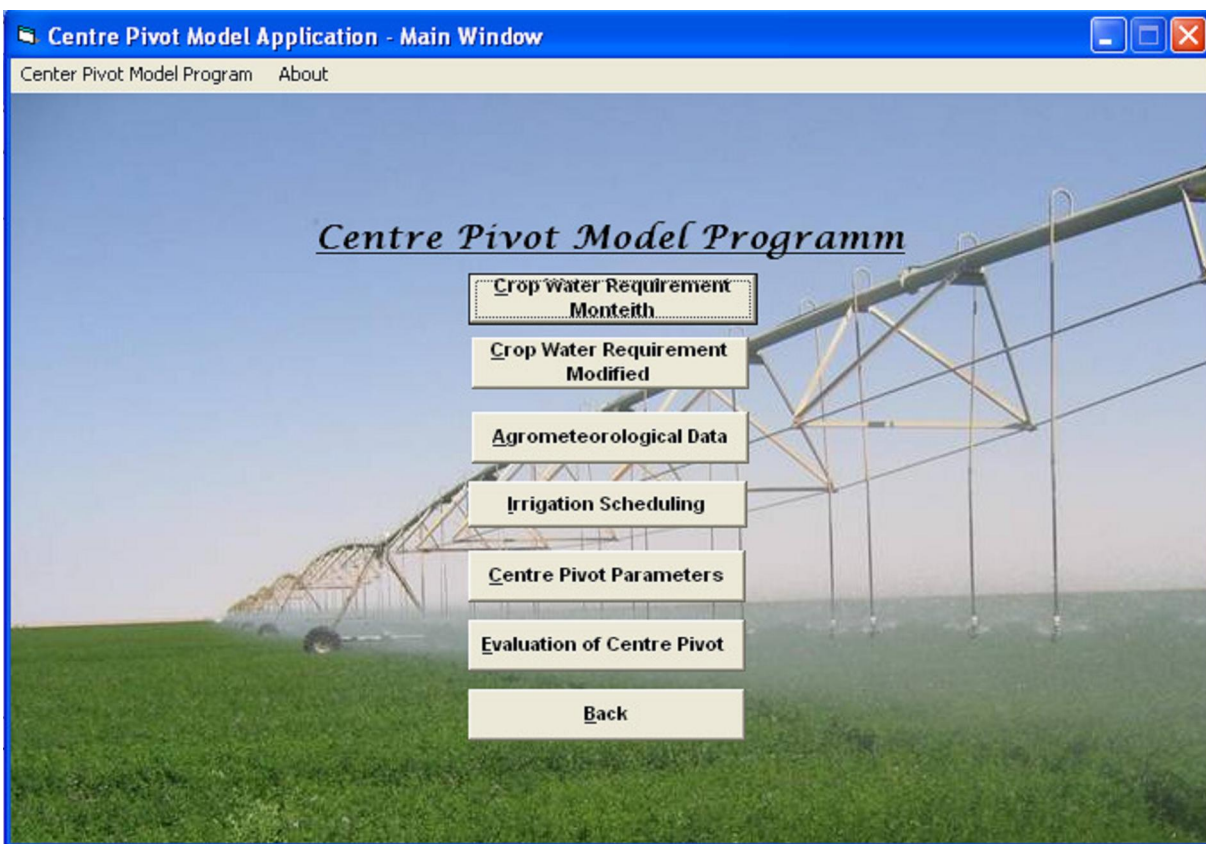 Centre Pivot Model Application - Main Window
Center Pivot Model Program About
Centre Pivot Model Programm
Crop Water Requirement
Monteith
Crop Water Requirement
Modified
Agrometeorological Data
Irrigation Scheduling
Centre Pivot Parameters
Evaluation of Centre Pivot
Back